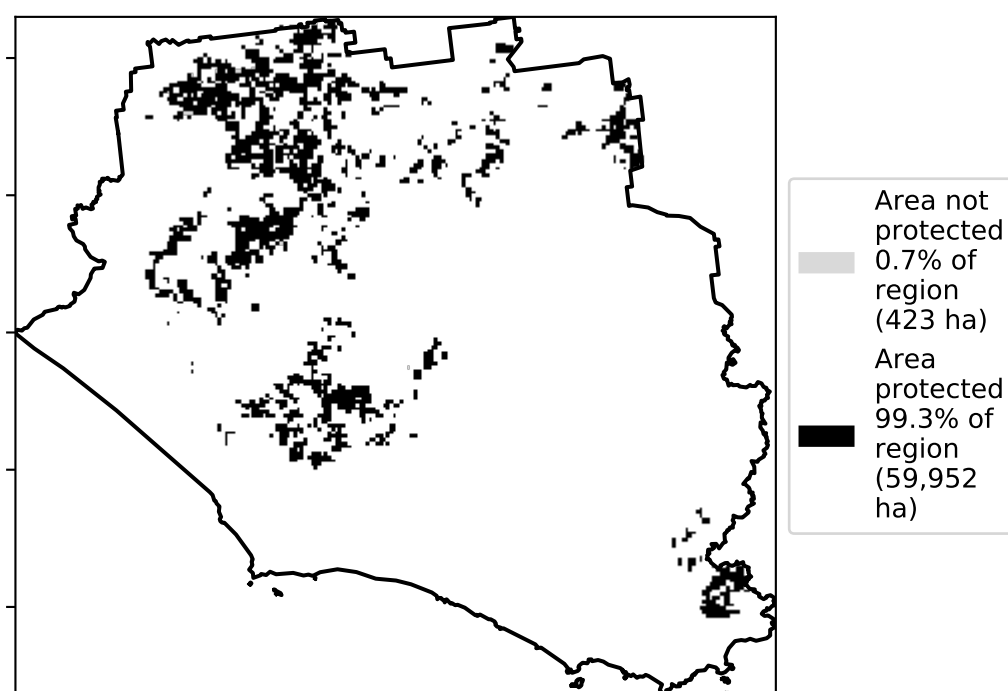 Area not
protected
0.7% of
region
(423 ha)
Area
protected
99.3% of
region
(59,952
ha)